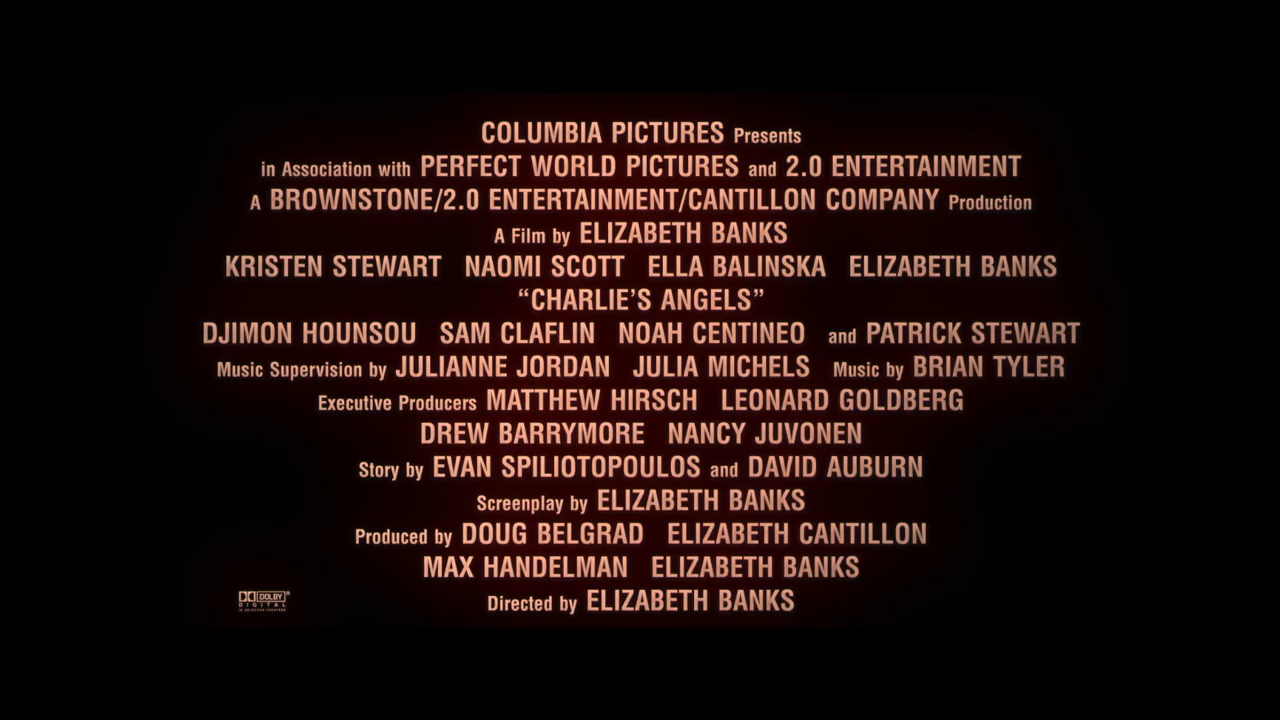 COLUMBIA PICTURES Presents
in Association with PERFECT WORLD PICTURES and 2.0 ENTERTAINMENT
A BROWNSTONE/2.0 ENTERTAINMENT/CANTILLON COMPANY Production
A Film by ELIZABETH BANKS
KRISTEN STEWART NAOMI SCOTT ELLA BALINSKA ELIZABETH BANKS
“CHARLIE’S ANGELS”
DJIMON HOUNSOU SAM CLAFLIN NOAH CENTINEO and PATRICK STEWART
Music Supervision by JULIANNE JORDAN JULIA MICHELS Music by BRIAN TYLER
Executive Producers MATTHEW HIRSCH LEONARD GOLDBERG
DREW BARRYMORE NANCY JUVONEN
Story by EVAN SPILIOTOPOULOS and DAVID AUBURN
Screenplay by ELIZABETH BANKS
Produced by DOUG BELGRAD ELIZABETH CANTILLON
MAX HANDELMAN ELIZABETH BANKS
Directed by ELIZABETH BANKS
DOLBY®
DIGITAL
IN SELECTED THEATRES